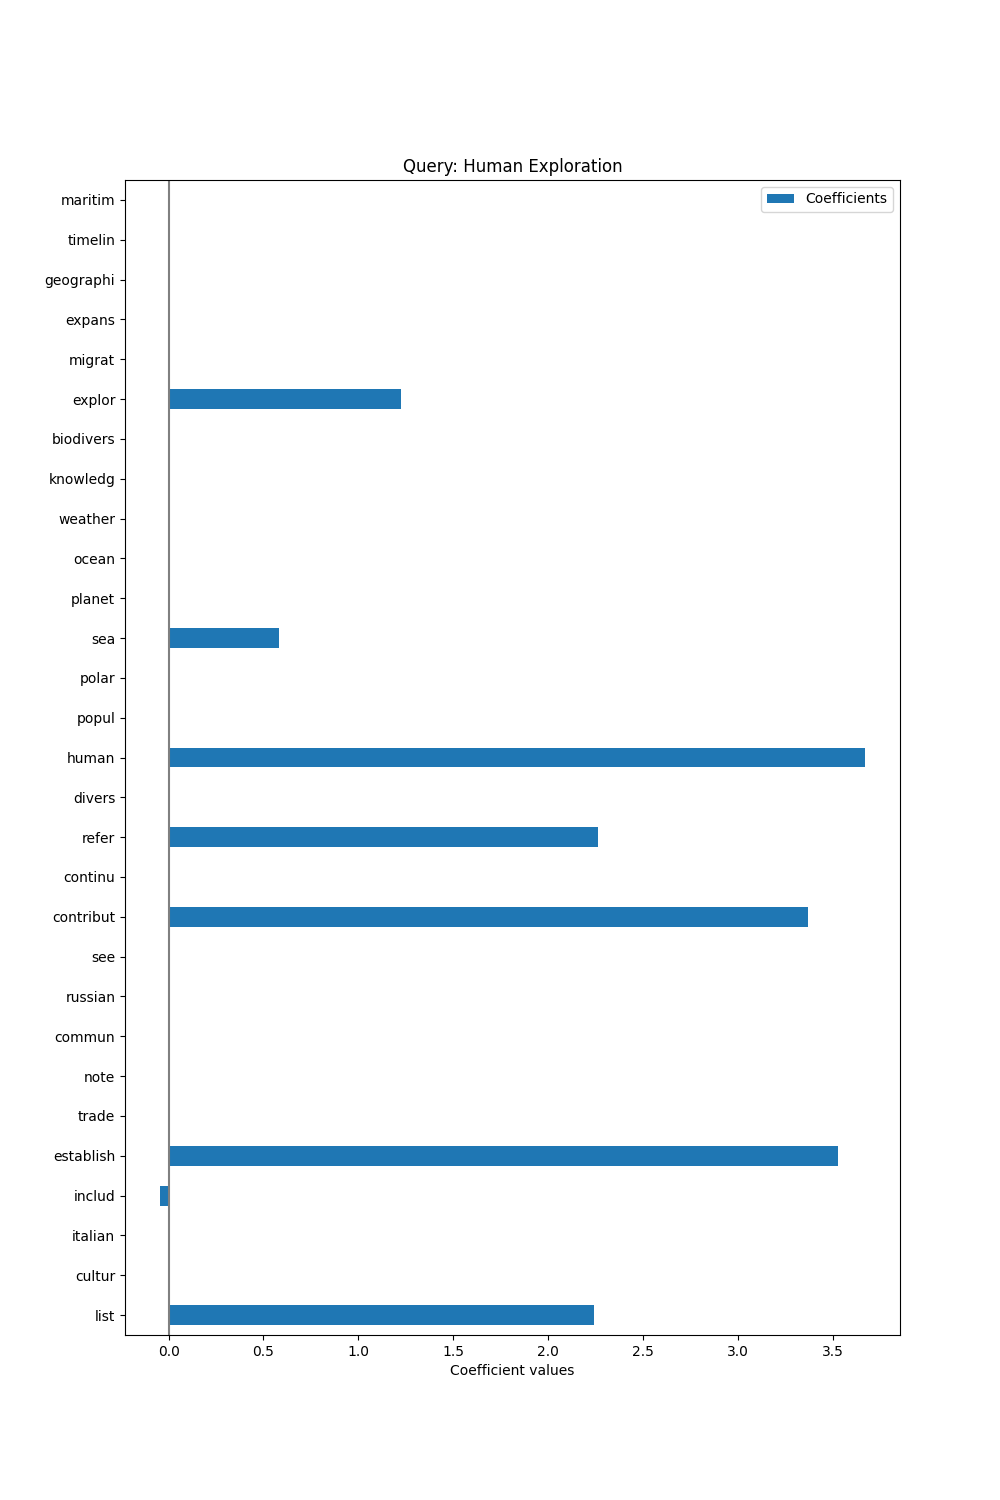 Query: Human Exploration
Coefficients
maritim
timelin
geographi
expans
migrat
explor
biodivers
knowledg
weather
ocean
planet
sea
polar
popul
human
divers
refer
continu
contribut
see
russian
commun
note
trade
establish
includ
italian
cultur
list
0.0 0.5 1.0 1.5 2.0 2.5 3.0 3.5
Coefficient values